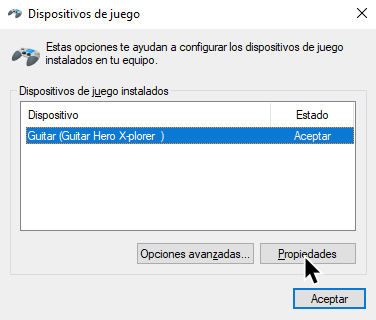 Dispositivos de juego
Estas opciones te ayudan a configurar los dispositivos de juego
instalados en tu equipo.
Dispositivos de juego instalados
Dispositivo Estado
Guitar (Guitar Hero X-plorer ) Aceptar
Opciones avanzadas... Propiedades
Aceptar